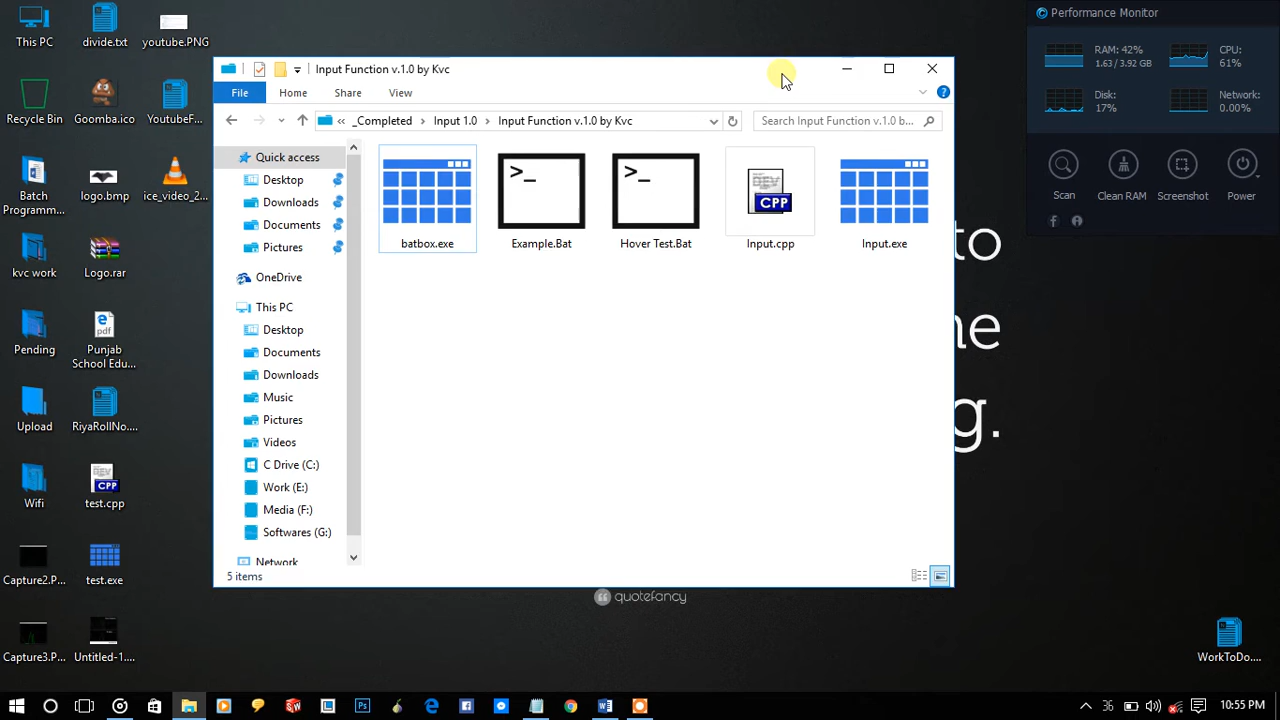 This PC
divide.txt
youtube.PNG
Recycle Bin
Goomba.ico
YoutubeF...
Batch
Programm...
logo.bmp
ice_video_2...
kvc work
Logo.rar
Pending
Punjab
School Edu...
Upload
RiyaRollNo....
Wifi
test.cpp
Capture2.P...
test.exe
Capture3.P...
Untitled-1....
Input Function v.1.0 by Kvc
File
Home
Share
View
« _Completed > Input 1.0 > Input Function v.1.0 by Kvc
Search Input Function v.1.0 b...
Quick access
Desktop
Downloads
Documents
Pictures
OneDrive
This PC
Desktop
Documents
Downloads
Music
Pictures
Videos
C Drive (C:)
Work (E:)
Media (F:)
Softwares (G:)
Network
batbox.exe
>_
Example.Bat
>_
Hover Test.Bat
DEV
CPP
Input.cpp
Input.exe
5 items
Performance Monitor
RAM: 42%
1.63 / 3.92 GB
CPU:
61%
Disk:
17%
Network:
0.00%
Scan
Clean RAM
Screenshot
Power
to
ne
g.
quotefancy
WorkToDo....
10:55 PM